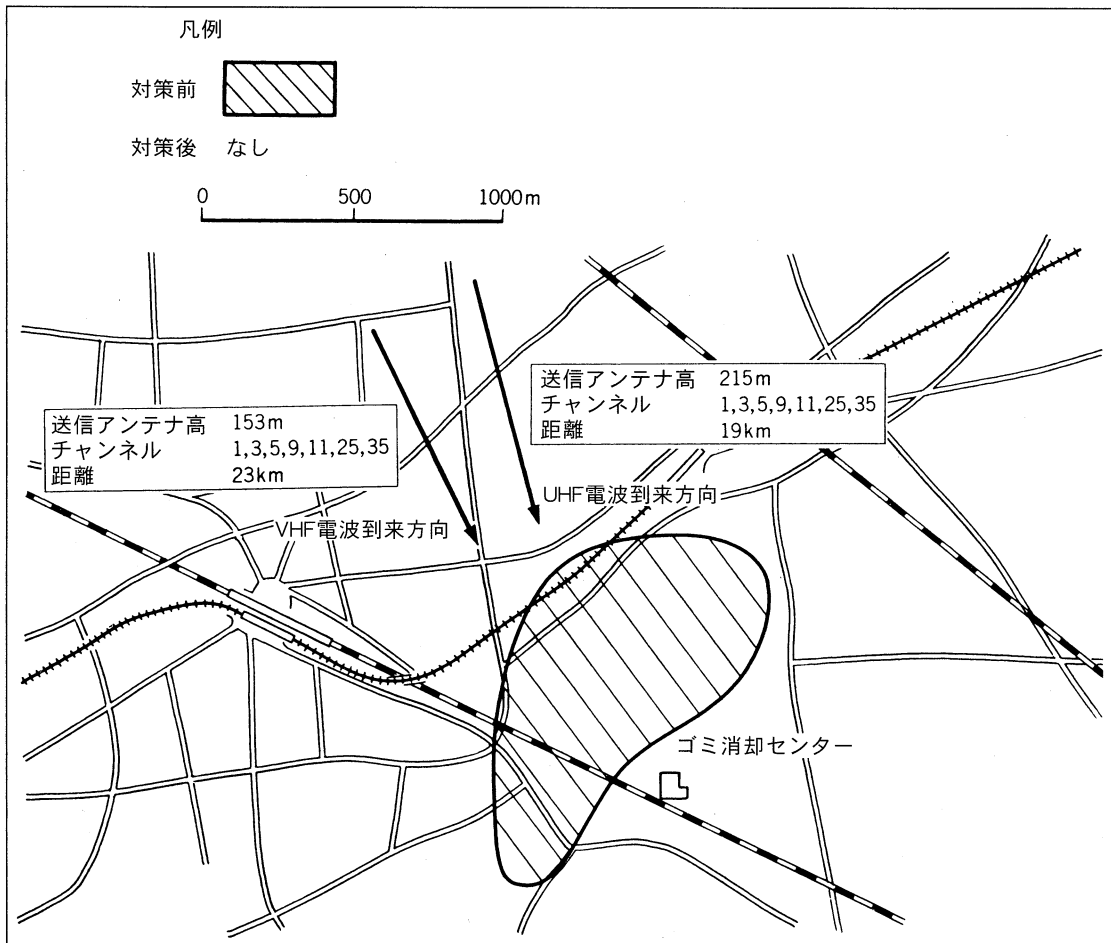 凡例
対策前
対策後 なし
0 500 1000m
送信アンテナ高 215m
チャンネル 1,3,5,9,11,25,35
距離 19km
送信アンテナ高 153m
チャンネル 1,3,5,9,11,25,35
距離 23km
UHF電波到来方向
VHF電波到来方向
ゴミ消却センター